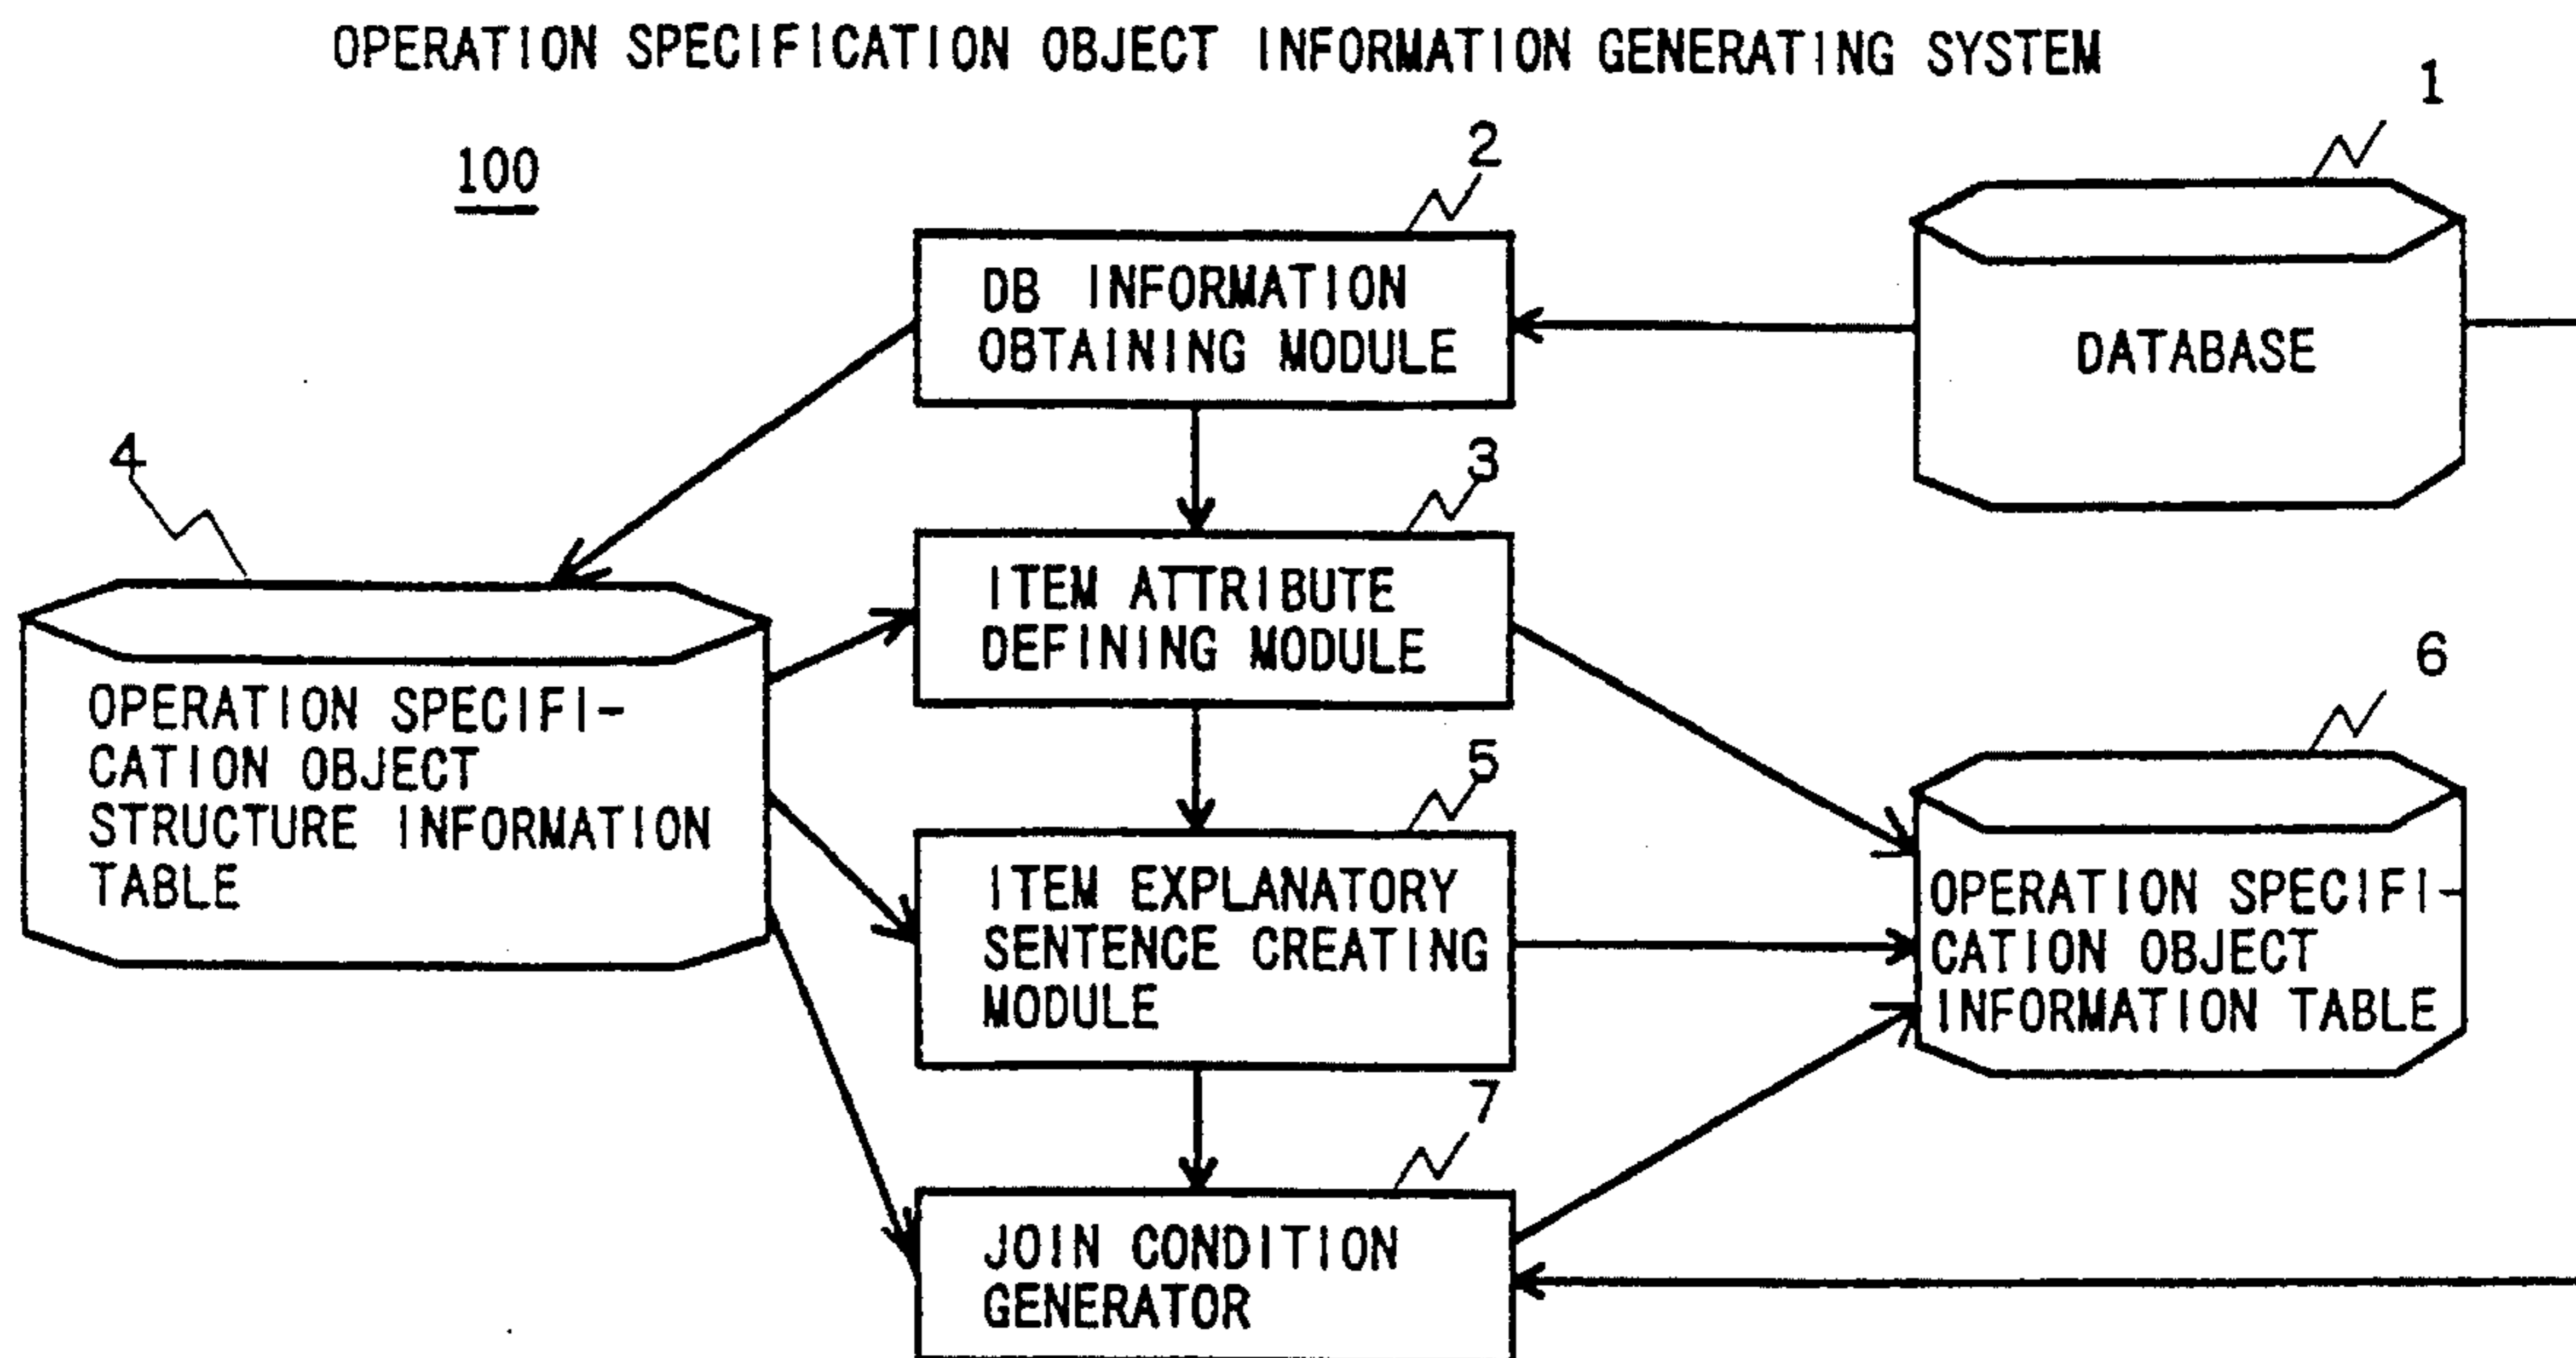 OPERATION SPECIFICATION OBJECT INFORMATION GENERATING SYSTEM
100
1
2
DB INFORMATION
OBTAINING MODULE
DATABASE
3
ITEM ATTRIBUTE
DEFINING MODULE
4
OPERATION SPECIFI-
CATION OBJECT
STRUCTURE INFORMATION
TABLE
5
ITEM EXPLANATORY
SENTENCE CREATING
MODULE
6
OPERATION SPECIFI-
CATION OBJECT
INFORMATION TABLE
7
JOIN CONDITION
GENERATOR